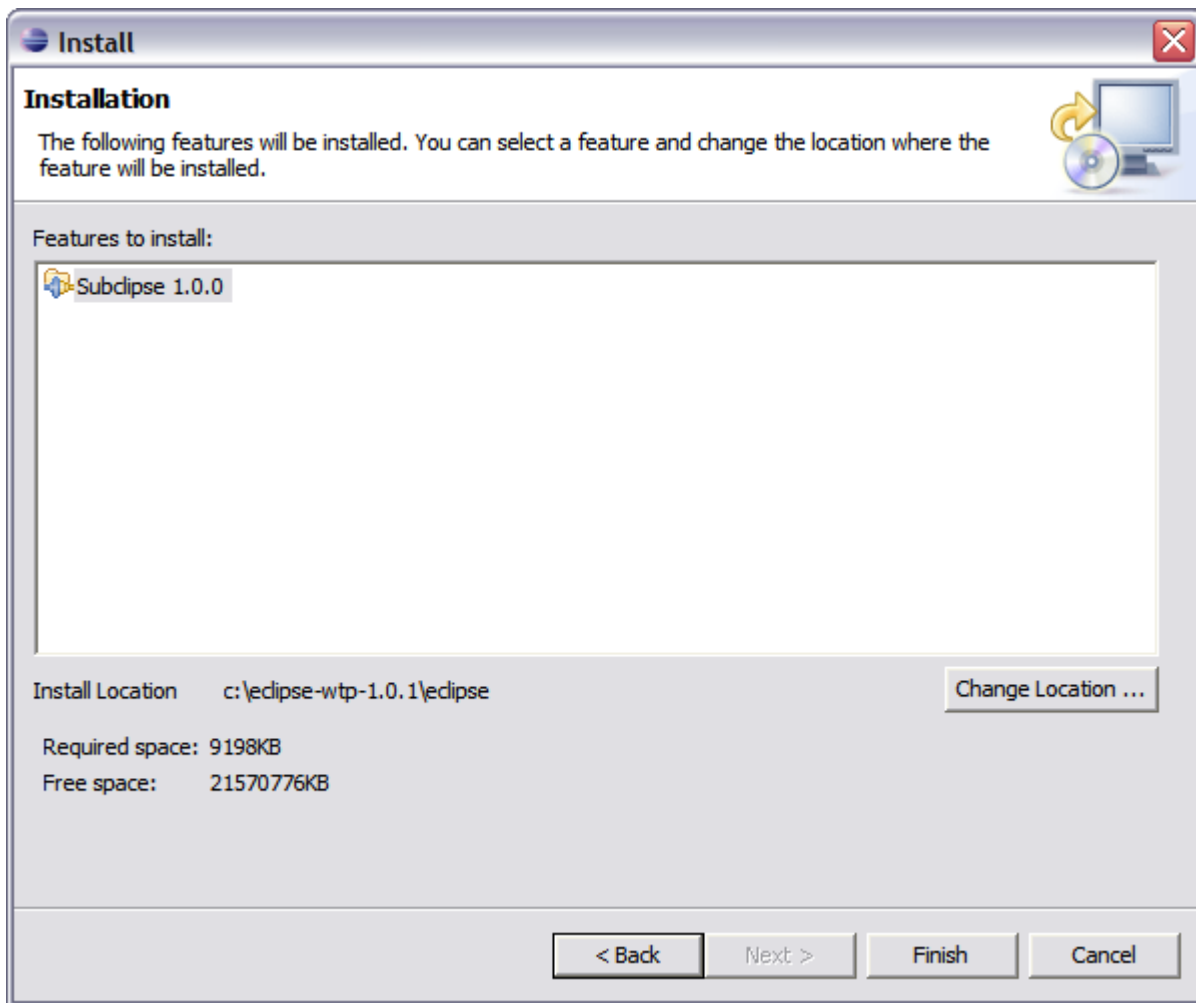 Install
Installation
The following features will be installed. You can select a feature and change the location where the
feature will be installed.
Features to install:
Subclipse 1.0.0
Install Location c:\eclipse-wtp-1.0.1\eclipse
Change Location ...
Required space: 9198KB
Free space: 21570776KB
< Back Next > Finish Cancel